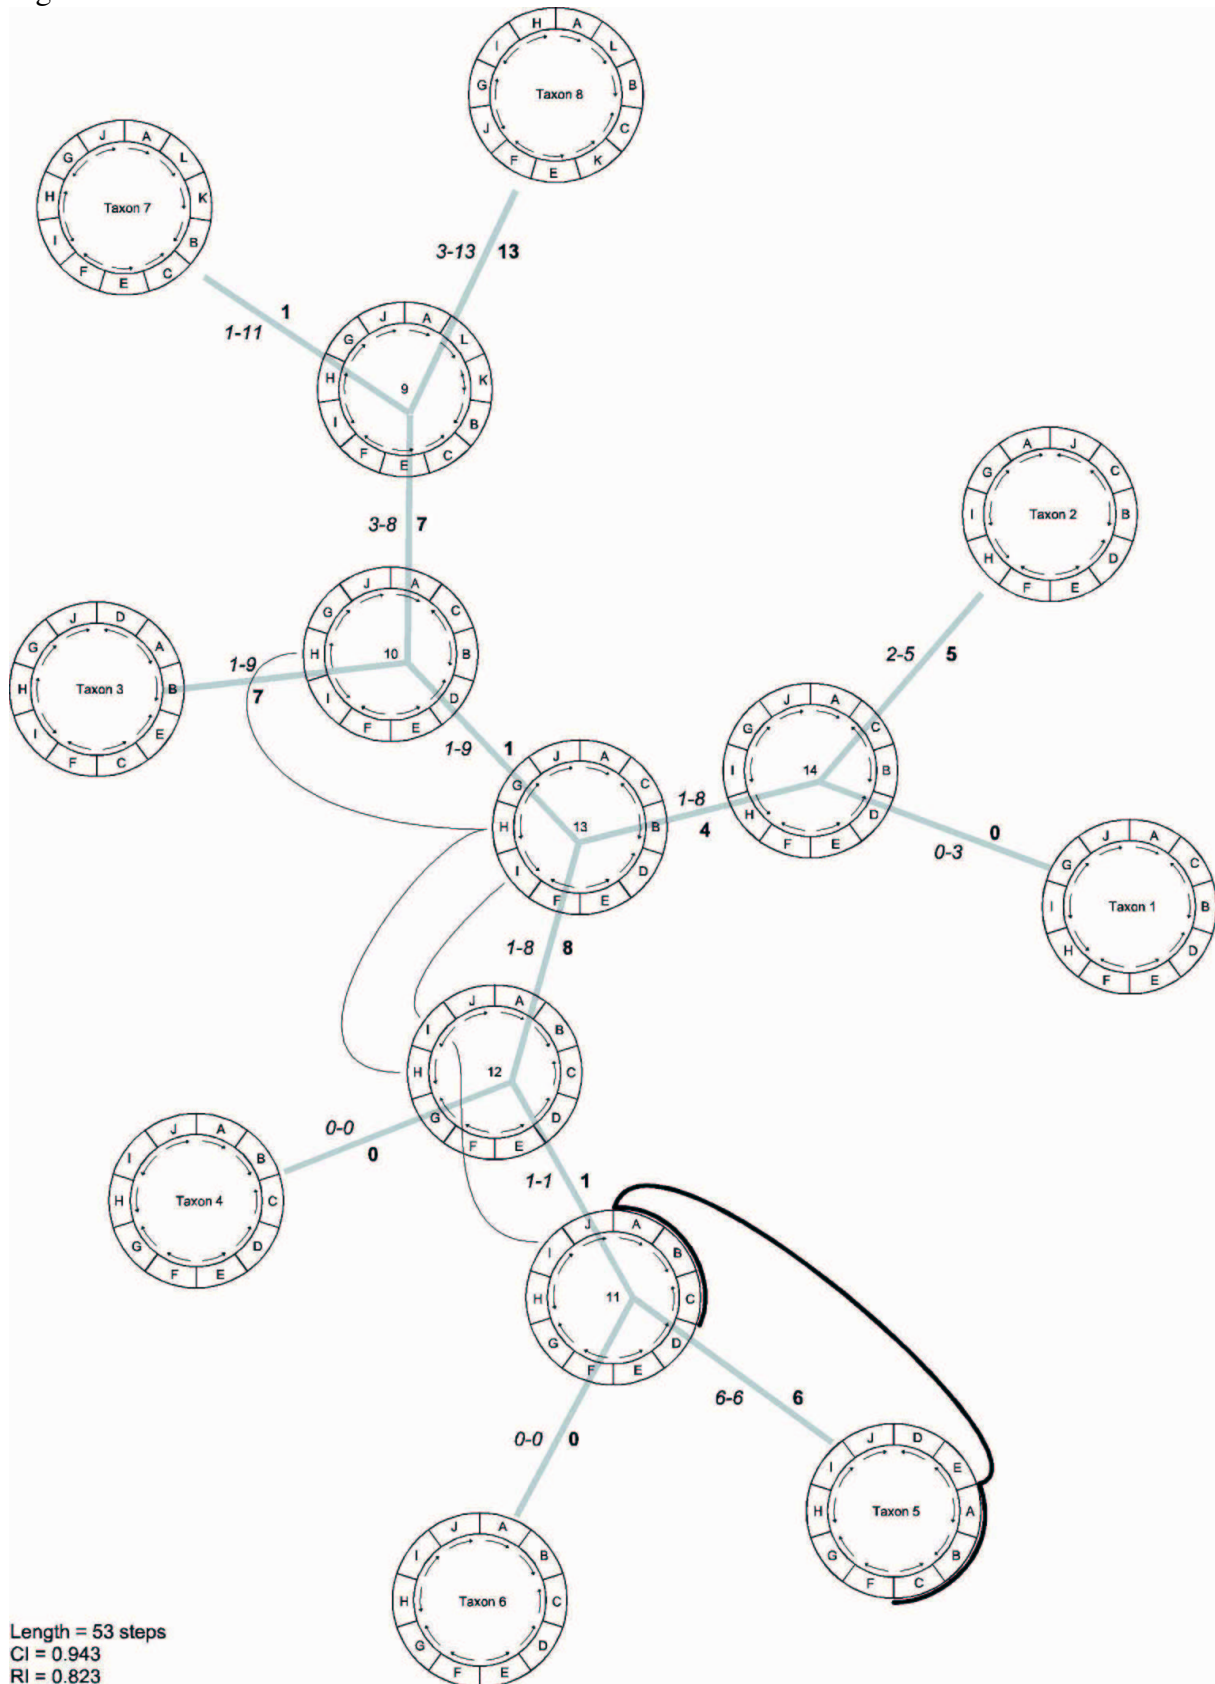 A L B C K E F J G I H
Taxon 8
A L K B C E F I H G J
Taxon 7
3-13 13
1
1-11
A L K B C E F I H G J
9
J C B D E F H I G A
Taxon 2
3-8 7
A C B D E F I H G J
10
D A B E C F I H G J
Taxon 3
1-9
7
2-5 5
1-9 1
A C B D E F I H G J
13
1-8
4
A C B D E F H I G J
14
0
0-3
A C B D E F H I G J
Taxon 1
1-8 8
A B C D E F G H I J
12
0-0
0
A B C D E F G H I J
Taxon 4
1-1 1
A B C D E F G H I J
11
6-6 6
0-0 0
D E A B C F G H I J
Taxon 5
A B C D E F G H I J
Taxon 6
Length = 53 steps
CI = 0.943
RI = 0.823